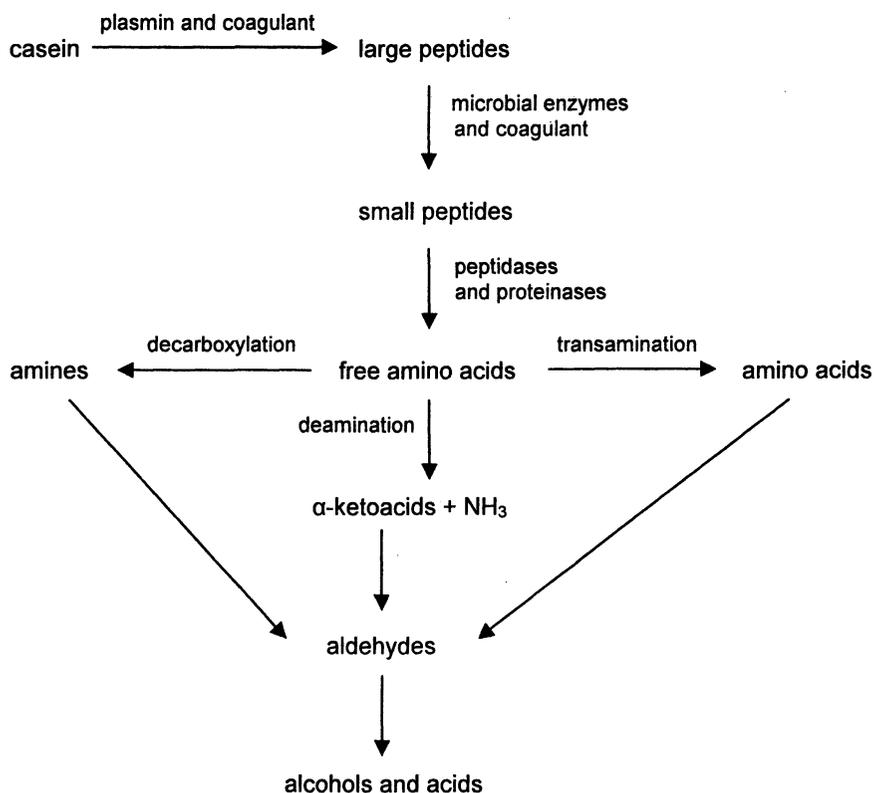 plasmin and coagulant
casein
large peptides
microbial enzymes
and coagulant
small peptides
peptidases
and proteinases
decarboxylation
transamination
amines
free amino acids
amino acids
deamination
α-ketoacids + NH₃
aldehydes
alcohols and acids